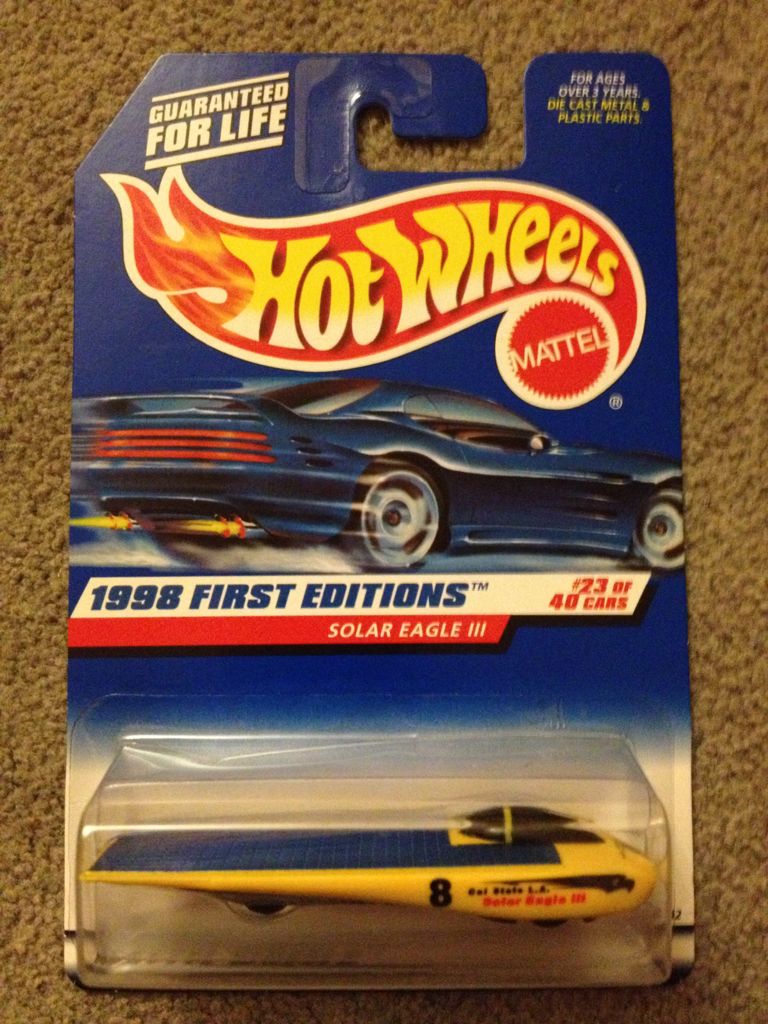 GUARANTEED
FOR LIFE
FOR AGES
OVER 3 YEARS.
DIE CAST METAL &
PLASTIC PARTS.
HOT WHEELS
MATTEL
®
1998 FIRST EDITIONS™
#23 OF
40 CARS
SOLAR EAGLE III
8
Cal State L.A.
Solar Eagle III